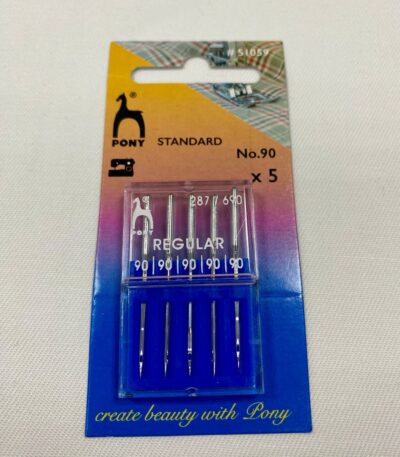 # 51059
PONY
STANDARD
No.90
x 5
287 / 690
PONY
REGULAR
90 | 90 | 90 | 90 | 90
create beauty with Pony